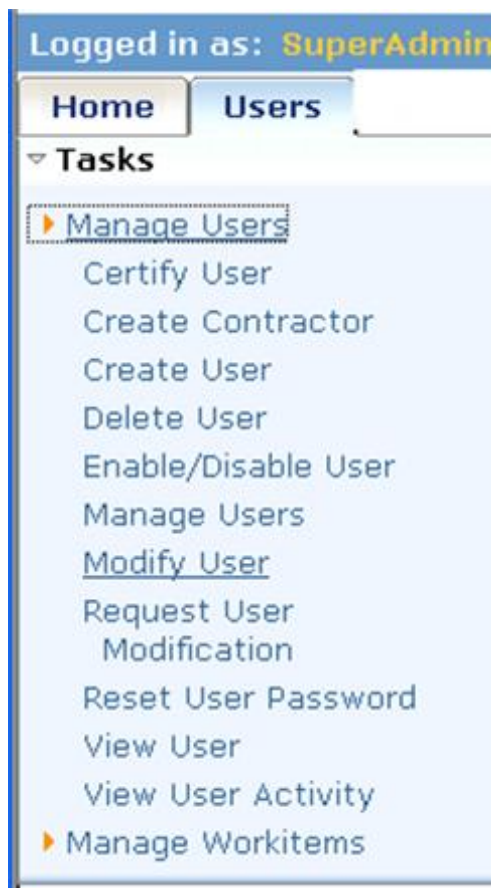 Logged in as: SuperAdmin
Home Users
Tasks
Manage Users
Certify User
Create Contractor
Create User
Delete User
Enable/Disable User
Manage Users
Modify User
Request User
Modification
Reset User Password
View User
View User Activity
Manage Workitems